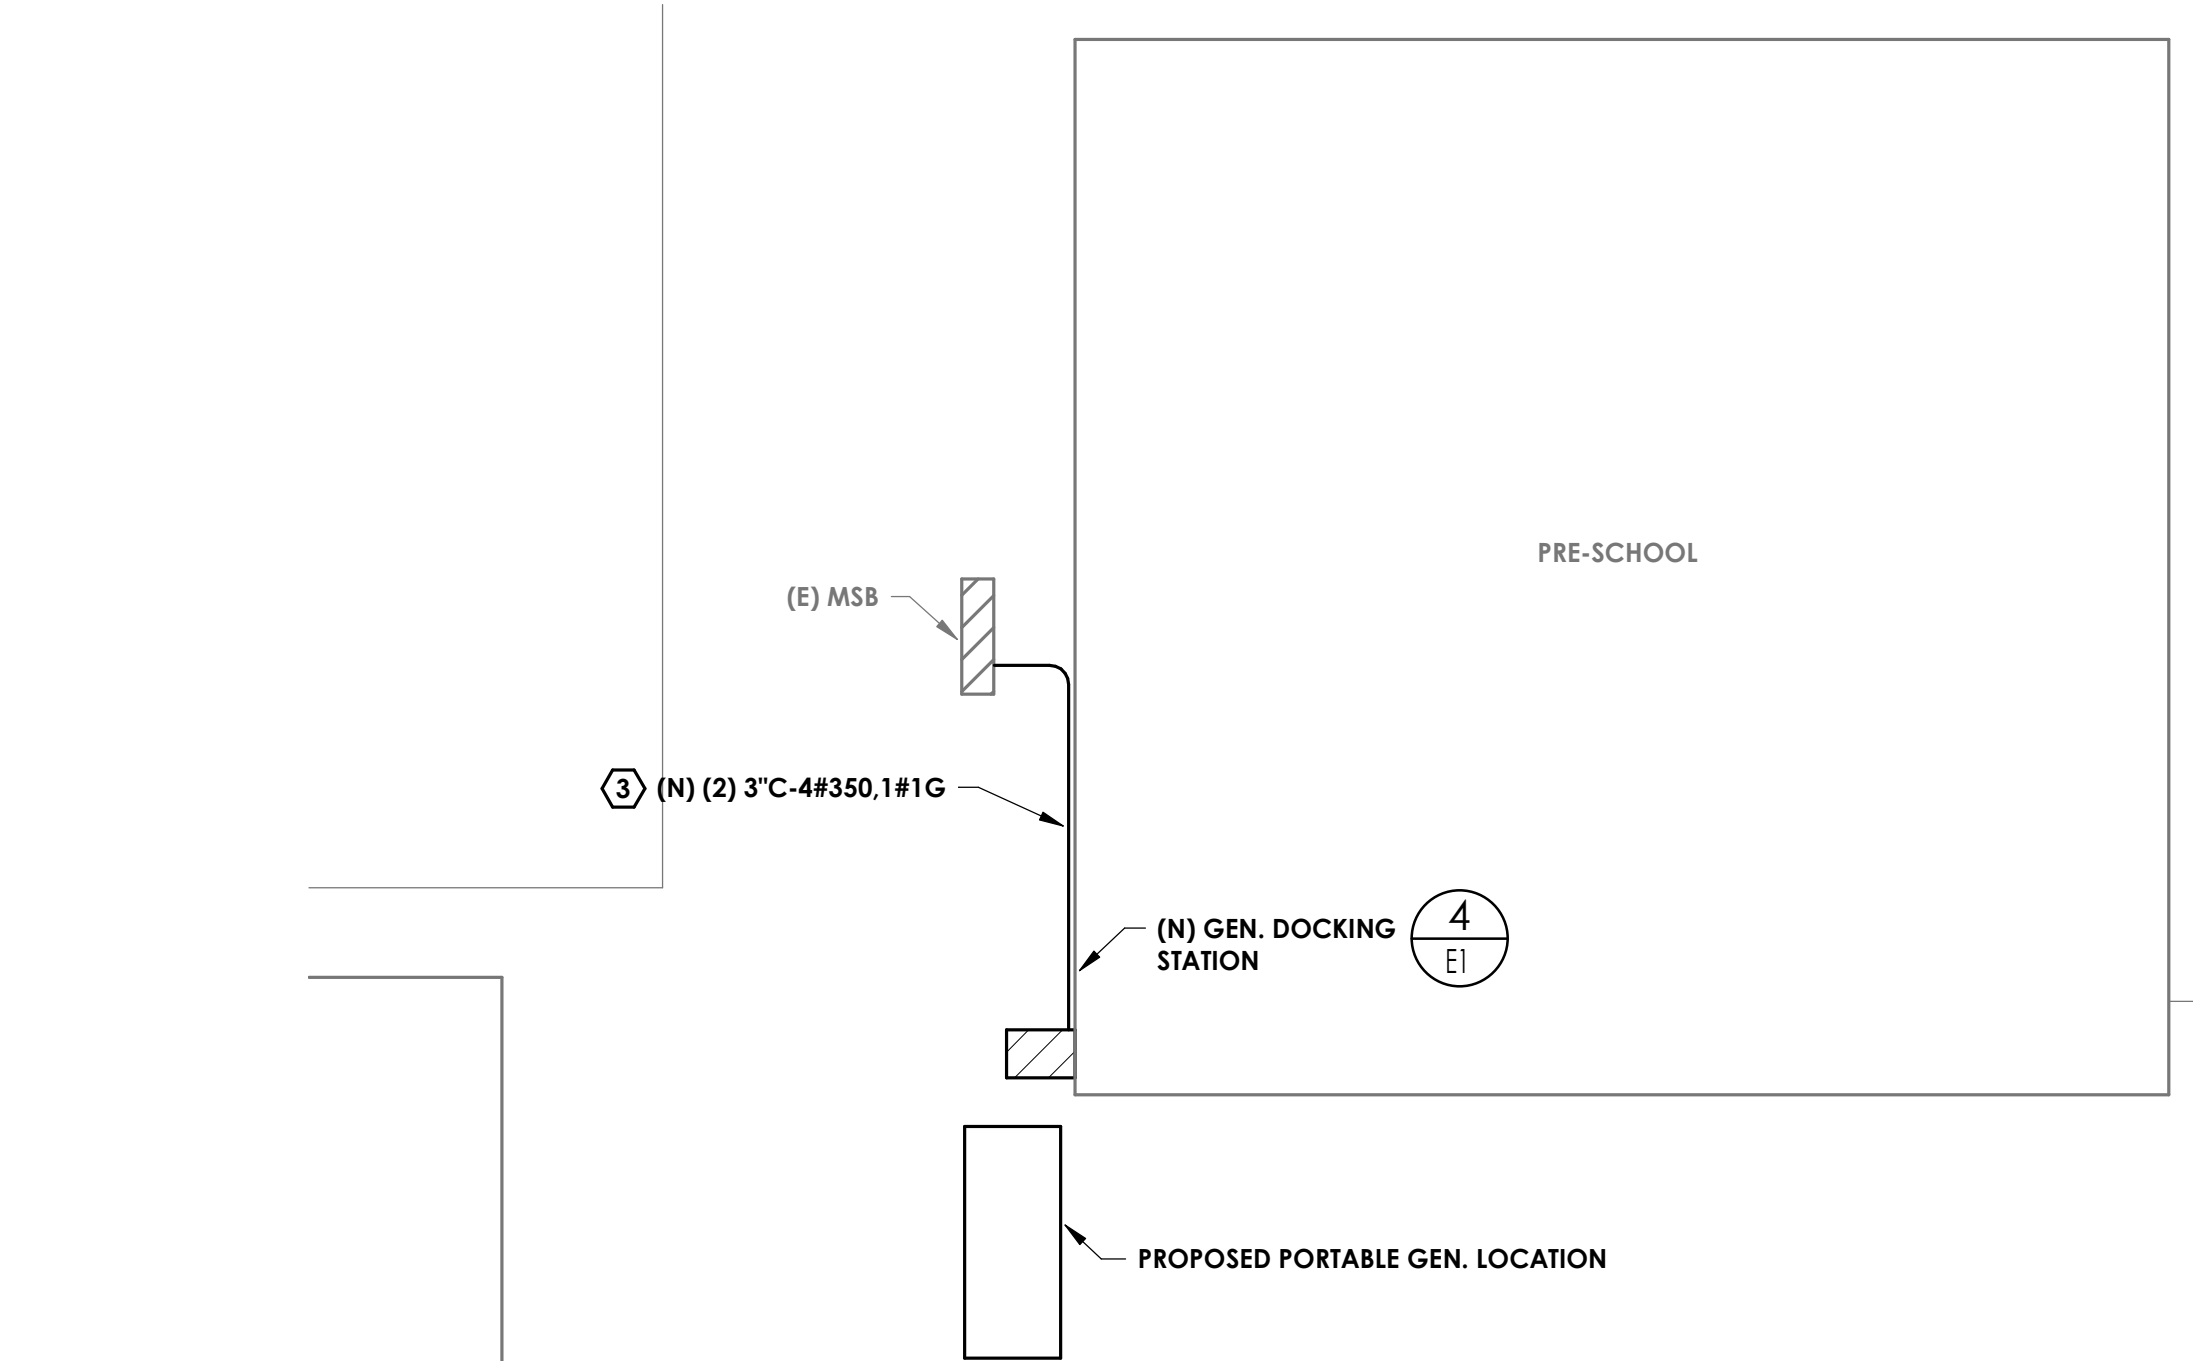 PRE-SCHOOL
(E) MSB
3 (N) (2) 3"C-4#350,1#1G
(N) GEN. DOCKING
STATION
4
E1
PROPOSED PORTABLE GEN. LOCATION